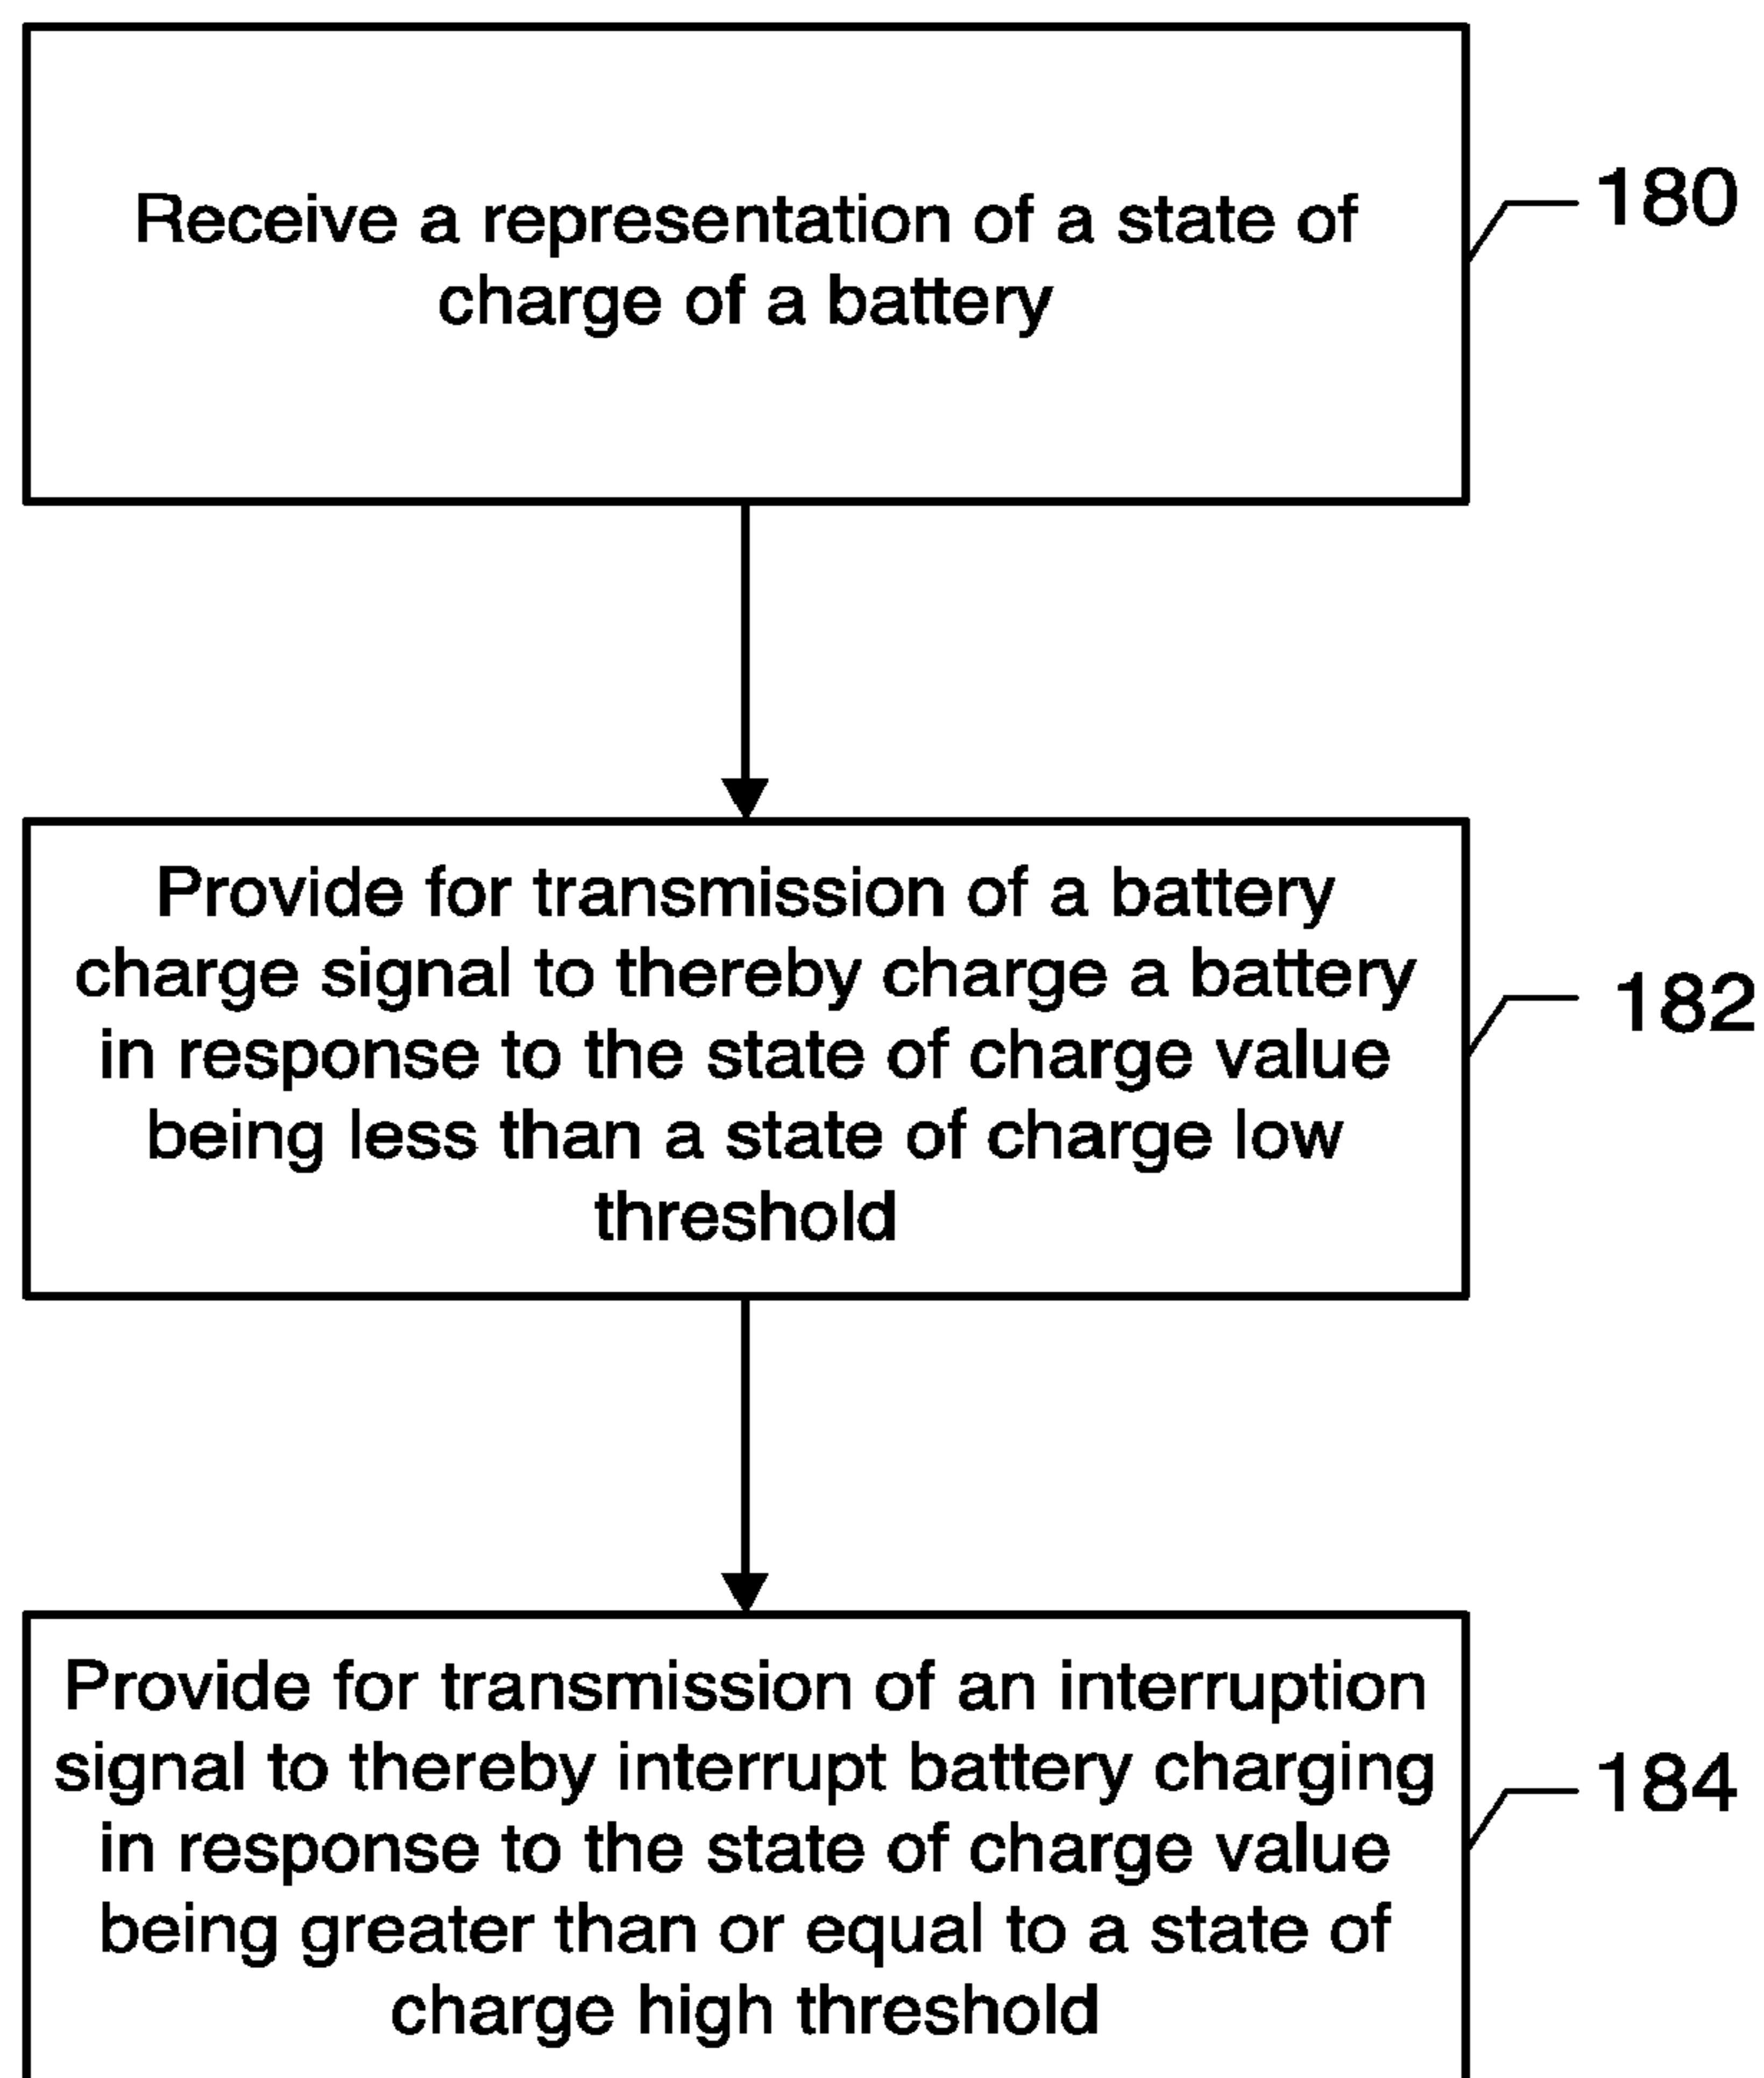 Receive a representation of a state of
charge of a battery
180
Provide for transmission of a battery
charge signal to thereby charge a battery
in response to the state of charge value
being less than a state of charge low
threshold
182
Provide for transmission of an interruption
signal to thereby interrupt battery charging
in response to the state of charge value
being greater than or equal to a state of
charge high threshold
184